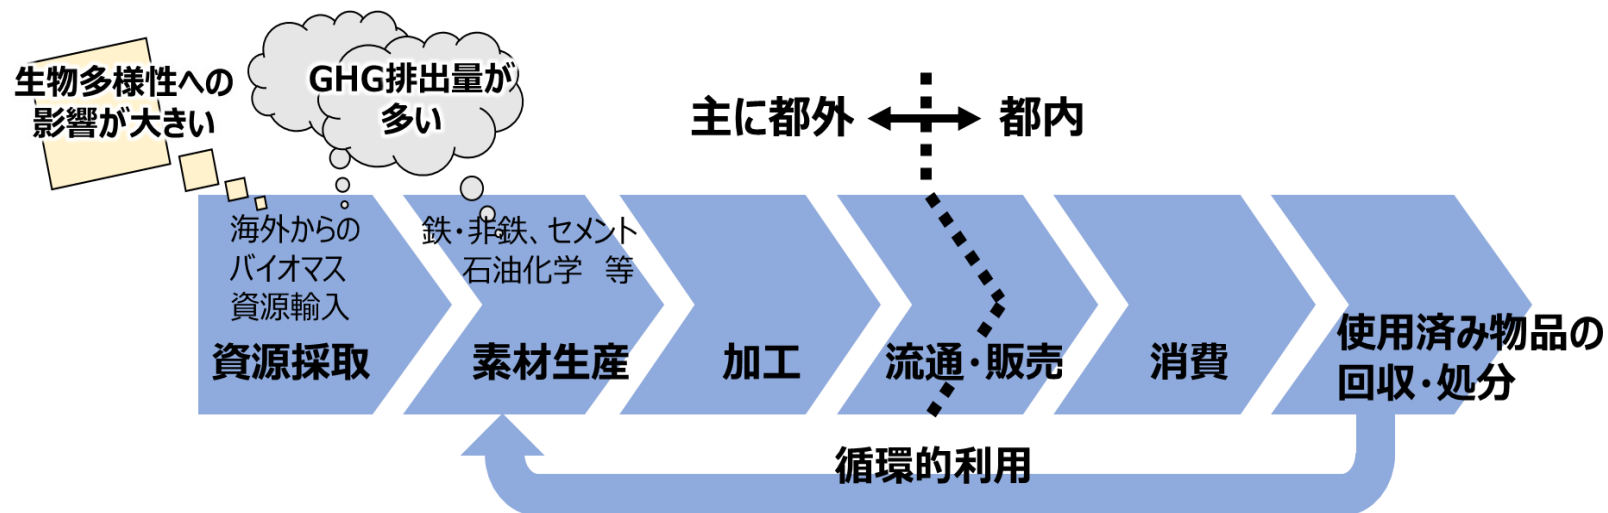 生物多様性への
影響が大きい
GHG排出量が
多い
主に都外
都内
海外からの
バイオマス
資源輸入
資源採取
鉄・非鉄、セメント
石油化学　等
素材生産
加工
流通・販売
消費
使用済み物品の
回収・処分
循環的利用